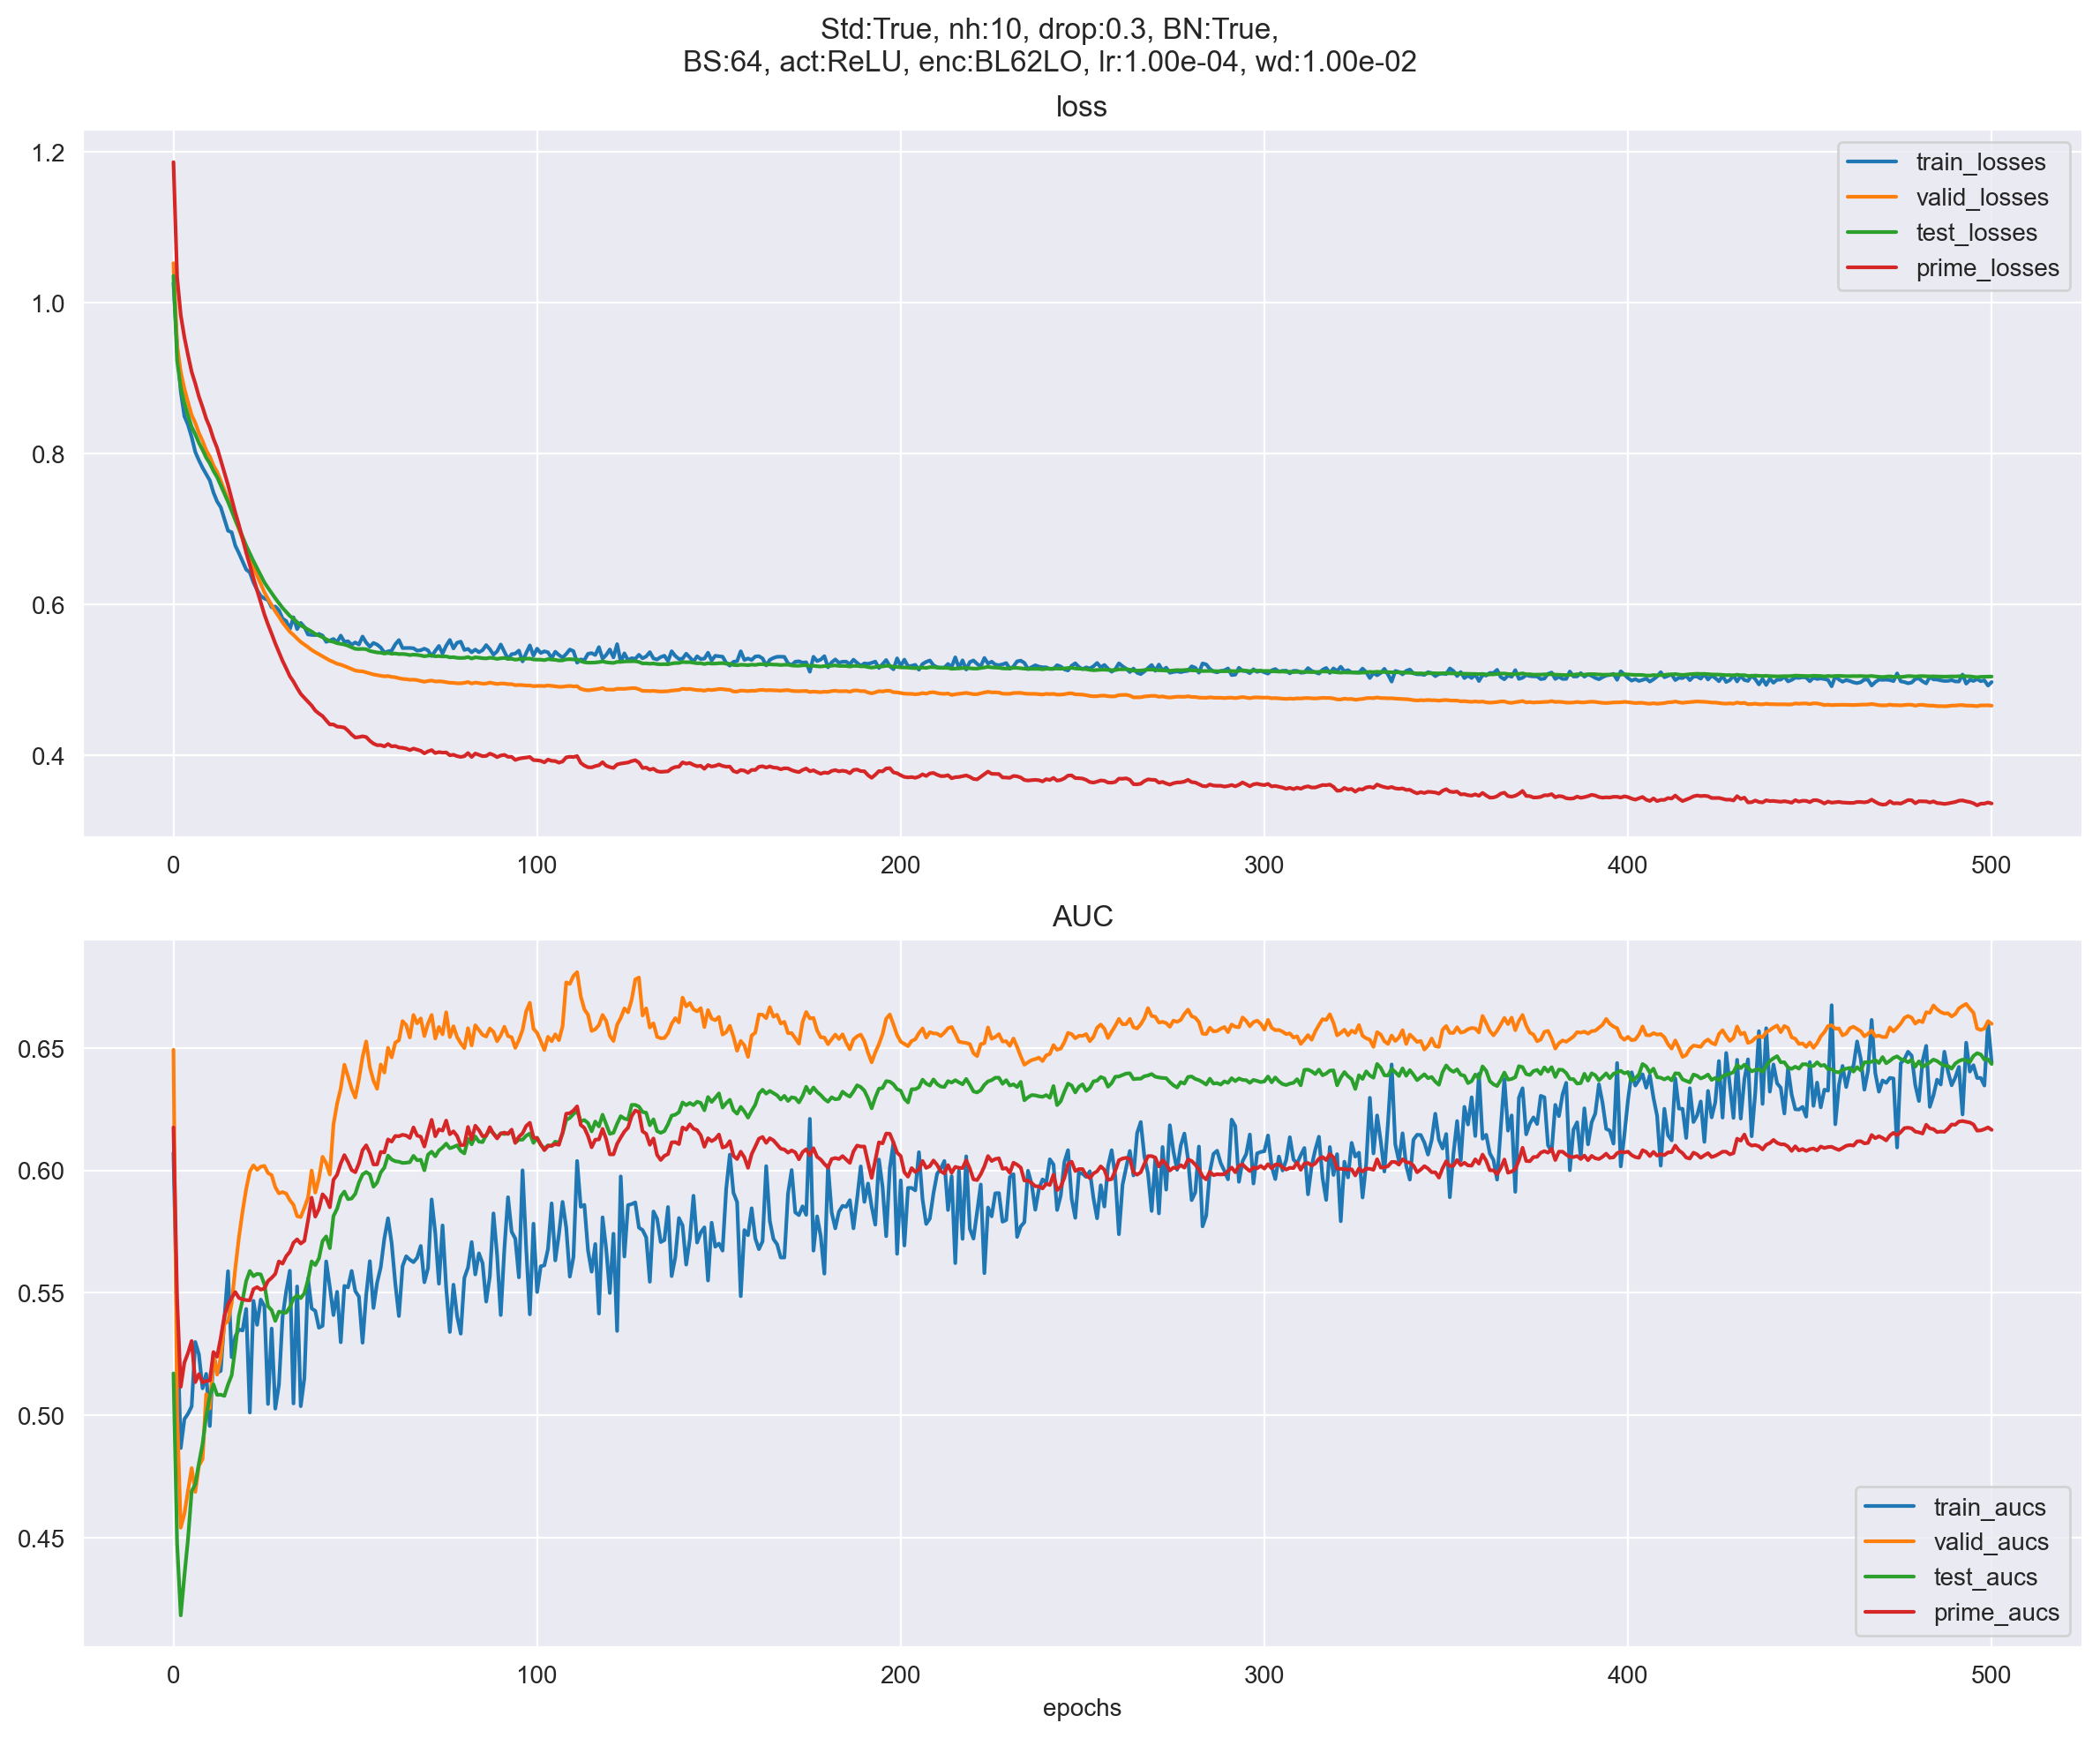 Std:True, nh:10, drop:0.3, BN:True,
BS:64, act:ReLU, enc:BL62LO, lr:1.00e-04, wd:1.00e-02
loss
1.2
1.0
0.8
0.6
0.4
train_losses
valid_losses
test_losses
prime_losses
0 100 200 300 400 500
AUC
0.65
0.60
0.55
0.50
0.45
train_aucs
valid_aucs
test_aucs
prime_aucs
0 100 200 300 400 500
epochs